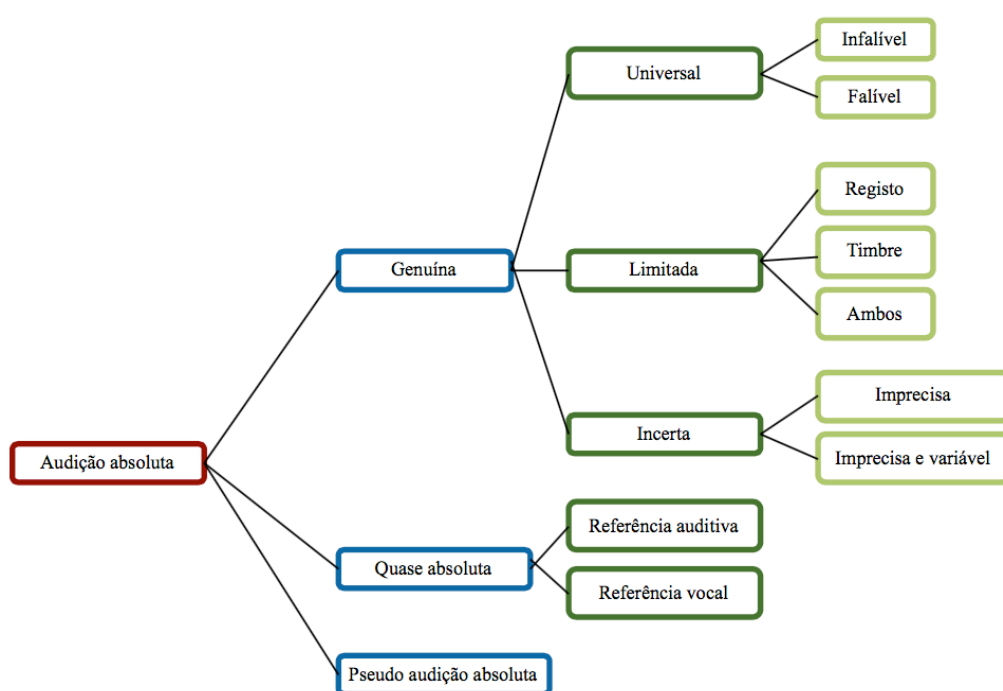 Infalível
Universal
Falível
Registo
Genuína
Limitada
Timbre
Ambos
Imprecisa
Incerta
Audição absoluta
Imprecisa e variável
Referência auditiva
Quase absoluta
Referência vocal
Pseudo audição absoluta